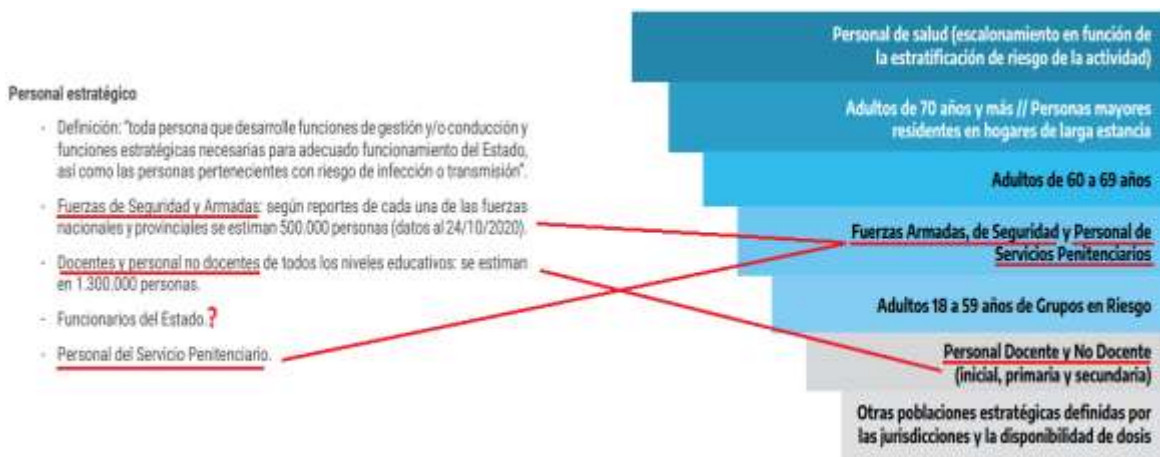 Personal estratégico
- Definición: "toda persona que desarrolle funciones de gestión y/o conducción y
funciones estratégicas necesarias para adecuado funcionamiento del Estado,
así como las personas pertenecientes con riesgo de infección o transmisión".
- Fuerzas de Seguridad y Armadas: según reportes de cada una de las fuerzas
nacionales y provinciales se estiman 500.000 personas (datos al 24/10/2020).
- Docentes y personal no docentes de todos los niveles educativos: se estiman
en 1.300.000 personas.
- Funcionarios del Estado.?
- Personal del Servicio Penitenciario.
Personal de salud (escalonamiento en función de
la estratificación de riesgo de la actividad)
Adultos de 70 años y más // Personas mayores
residentes en hogares de larga estancia
Adultos de 60 a 69 años
Fuerzas Armadas, de Seguridad y Personal de
Servicios Penitenciarios
Adultos 18 a 59 años de Grupos en Riesgo
Personal Docente y No Docente
(inicial, primaria y secundaria)
Otras poblaciones estratégicas definidas por
las jurisdicciones y la disponibilidad de dosis